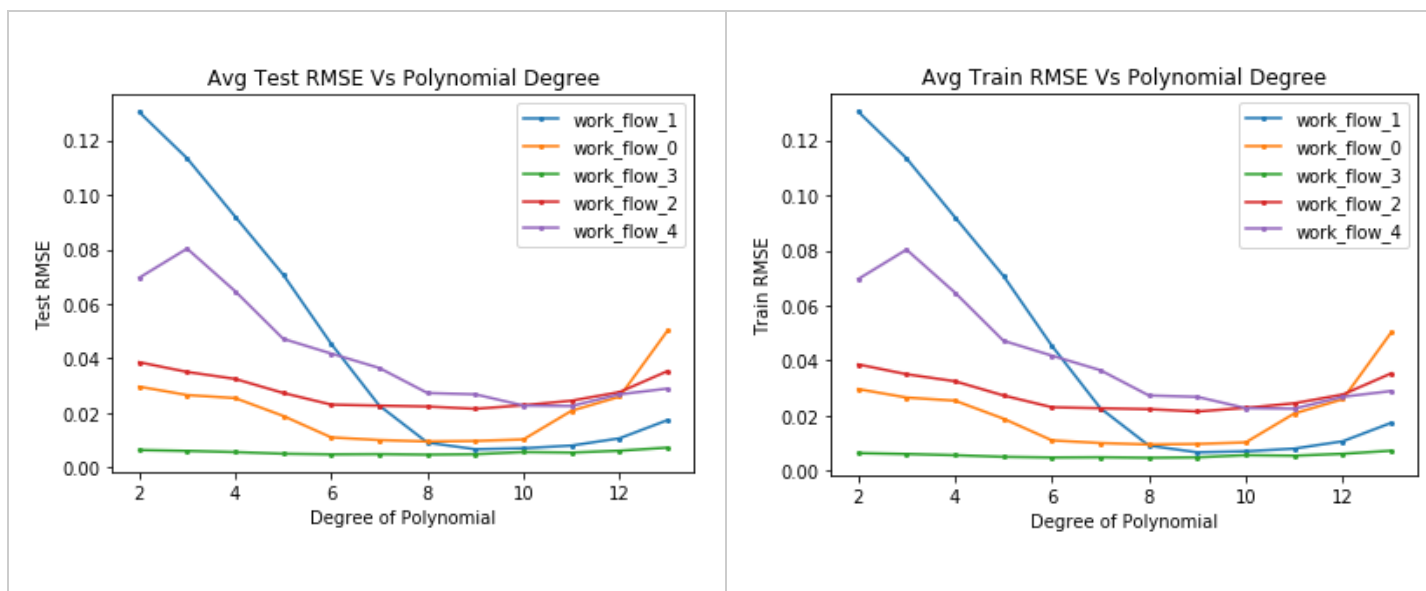 Avg Test RMSE Vs Polynomial Degree
work_flow_1
work_flow_0
work_flow_3
work_flow_2
work_flow_4
0.12
0.10
0.08
0.06
0.04
0.02
0.00
Test RMSE
2 4 6 8 10 12
Degree of Polynomial
Avg Train RMSE Vs Polynomial Degree
work_flow_1
work_flow_0
work_flow_3
work_flow_2
work_flow_4
0.12
0.10
0.08
0.06
0.04
0.02
0.00
Train RMSE
2 4 6 8 10 12
Degree of Polynomial